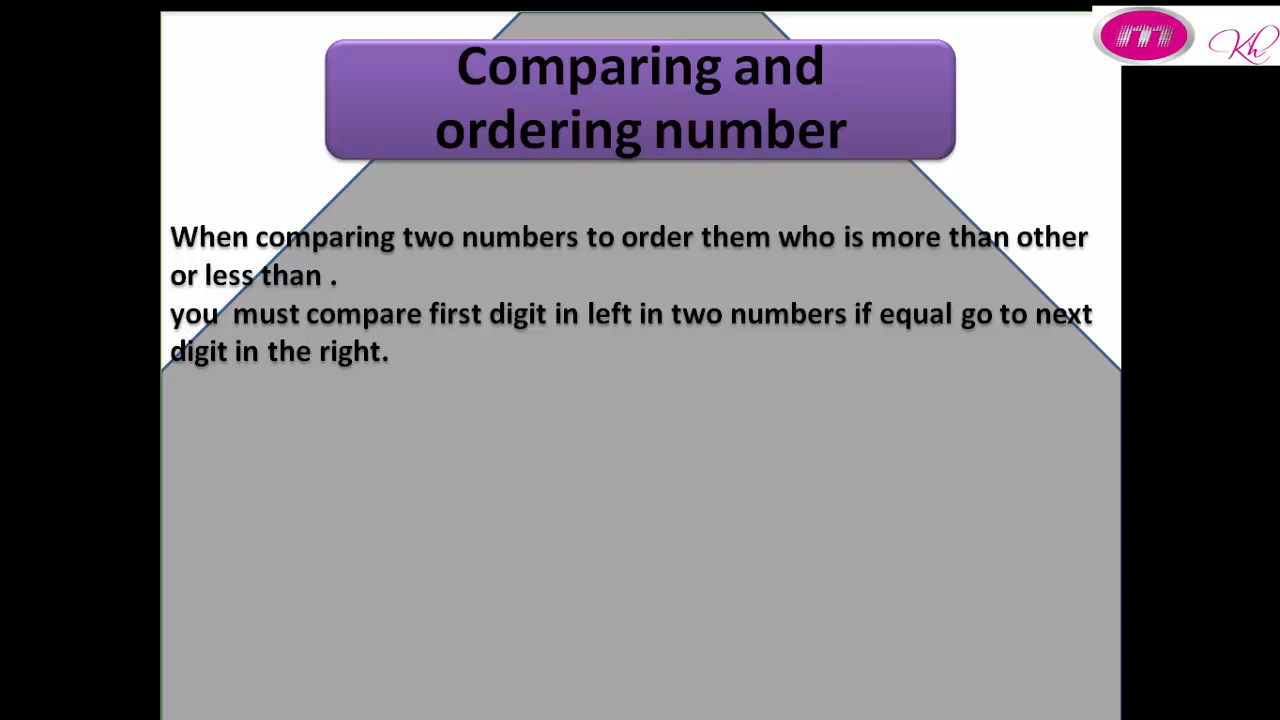 Comparing and
ordering number
When comparing two numbers to order them who is more than other
or less than .
you  must compare first digit in left in two numbers if equal go to next
digit in the right.
m
Kh